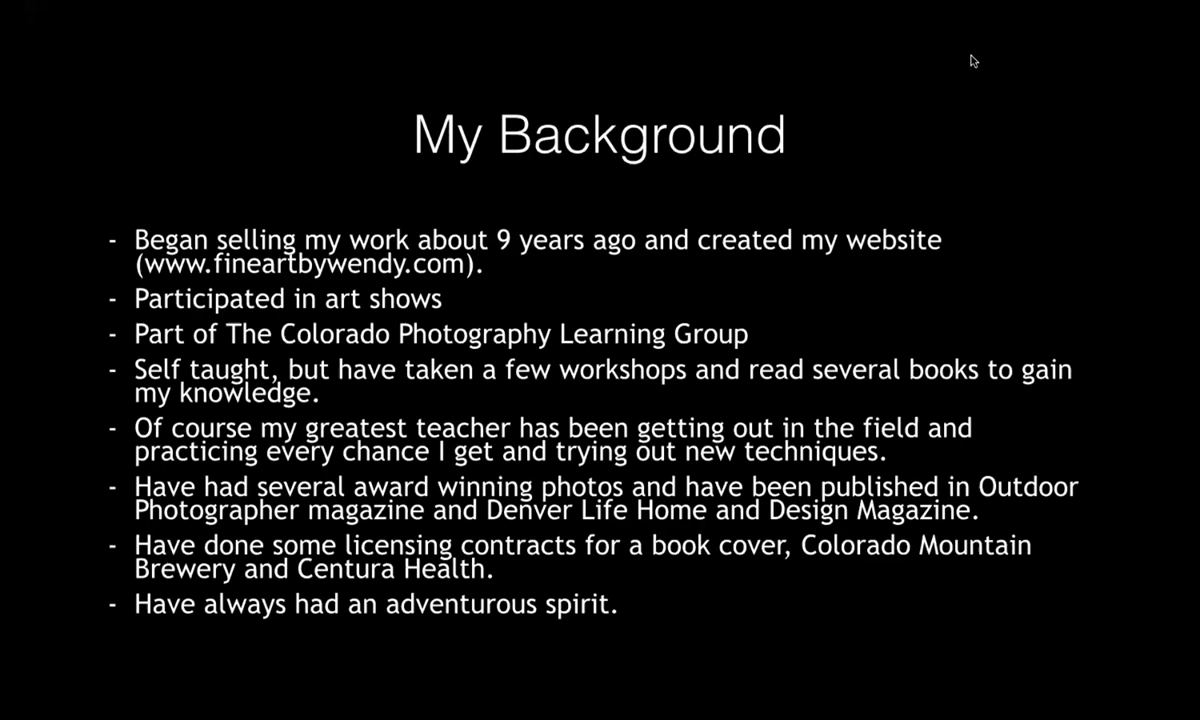 My Background
- Began selling my work about 9 years ago and created my website
(www.fineartbywendy.com).
- Participated in art shows
- Part of The Colorado Photography Learning Group
- Self taught, but have taken a few workshops and read several books to gain
my knowledge.
- Of course my greatest teacher has been getting out in the field and
practicing every chance I get and trying out new techniques.
- Have had several award winning photos and have been published in Outdoor
Photographer magazine and Denver Life Home and Design Magazine.
- Have done some licensing contracts for a book cover, Colorado Mountain
Brewery and Centura Health.
- Have always had an adventurous spirit.